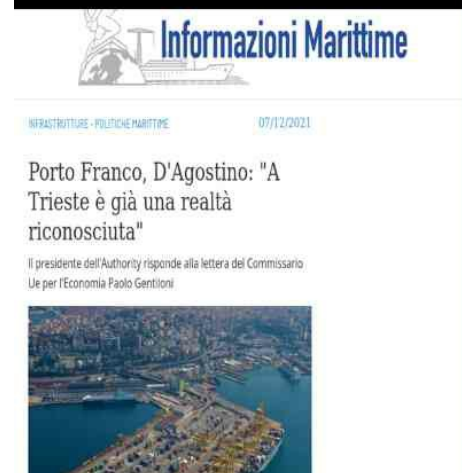 Informazioni Marittime
INFRASTRUTTURE - POLITICHE MARITTIME 07/12/2021
Porto Franco, D'Agostino: "A
Trieste è già una realtà
riconosciuta"
Il presidente dell'Authority risponde alla lettera del Commissario
Ue per l'Economia Paolo Gentiloni